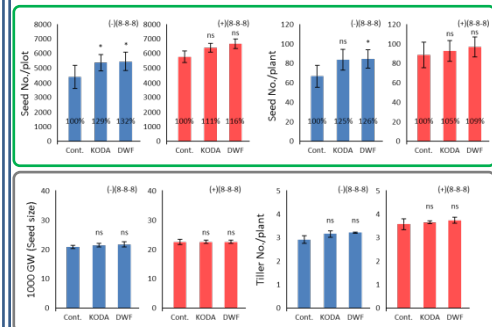 8000 (-)(8-8-8) 8000 (+)(8-8-8) 120 (-)(8-8-8) 120 (+)(8-8-8)
7000 * * 7000 ns ns 100 ns * 100 ns ns
6000 6000 80 80
5000 5000 60 60
4000 4000 40 40
3000 3000 20 20
2000 2000 0 0
1000 1000
0 0
Seed No./plot
Seed No./plant
100% 129% 132% 100% 111% 116% 100% 125% 126% 100% 105% 109%
Cont. KODA DWF Cont. KODA DWF Cont. KODA DWF Cont. KODA DWF
40 (-)(8-8-8) 40 (+)(8-8-8) 5 (-)(8-8-8) 5 (+)(8-8-8)
30 30 4 4
20 20 3 3
10 10 2 2
0 0 1 1
0 0
ns ns ns ns ns ns ns ns
1000 GW (Seed size)
Tiller No./plant
Cont. KODA DWF Cont. KODA DWF Cont. KODA DWF Cont. KODA DWF